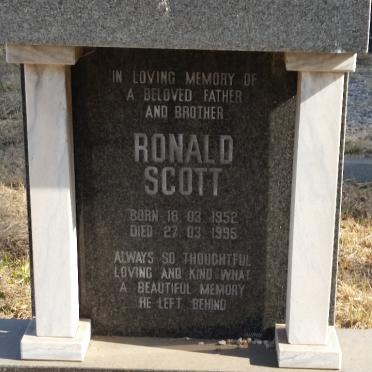 IN LOVING MEMORY OF
A BELOVED FATHER
AND BROTHER
RONALD
SCOTT
BORN 18 03 1952
DIED 27 03 1995
ALWAYS SO THOUGHTFUL
LOVING AND KIND WHAT
A BEAUTIFUL MEMORY
HE LEFT BEHIND